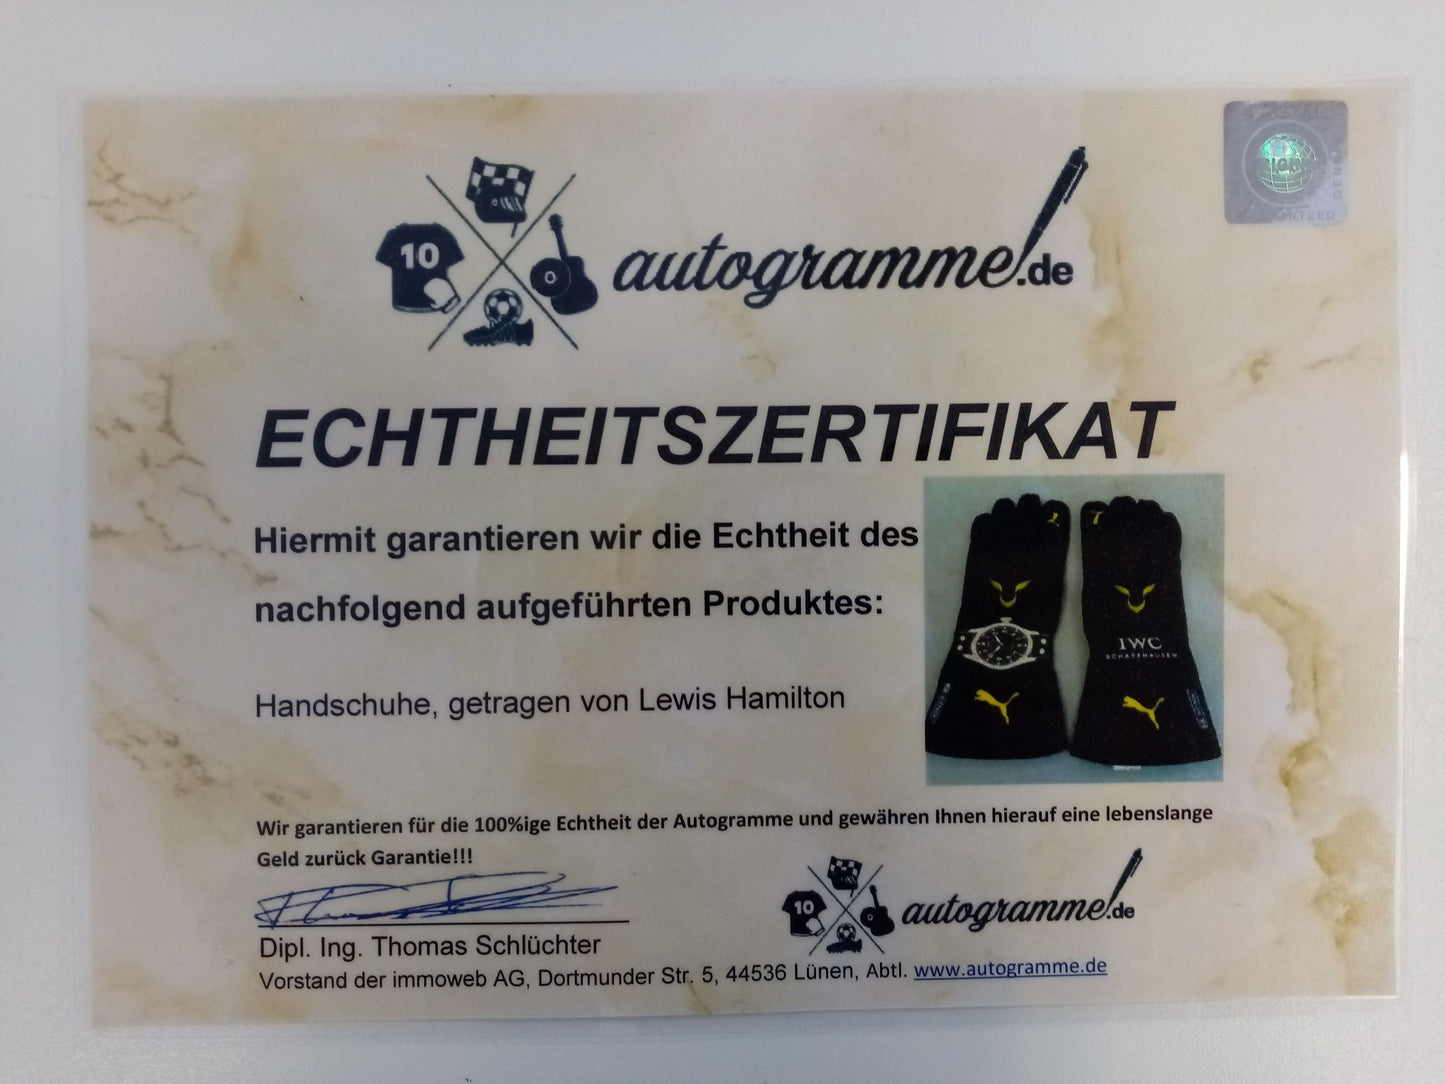 10
autogramme.de
ECHTHEITSZERTIFIKAT
Hiermit garantieren wir die Echtheit des
nachfolgend aufgeführten Produktes:
IWC
SCHAFFHAUSEN
Handschuhe, getragen von Lewis Hamilton
Wir garantieren für die 100%ige Echtheit der Autogramme und gewähren Ihnen hierauf eine lebenslange
Geld zurück Garantie!!!
10
autogramme.de
Dipl. Ing. Thomas Schlüchter
Vorstand der immoweb AG, Dortmunder Str. 5, 44536 Lünen, Abtl. www.autogramme.de